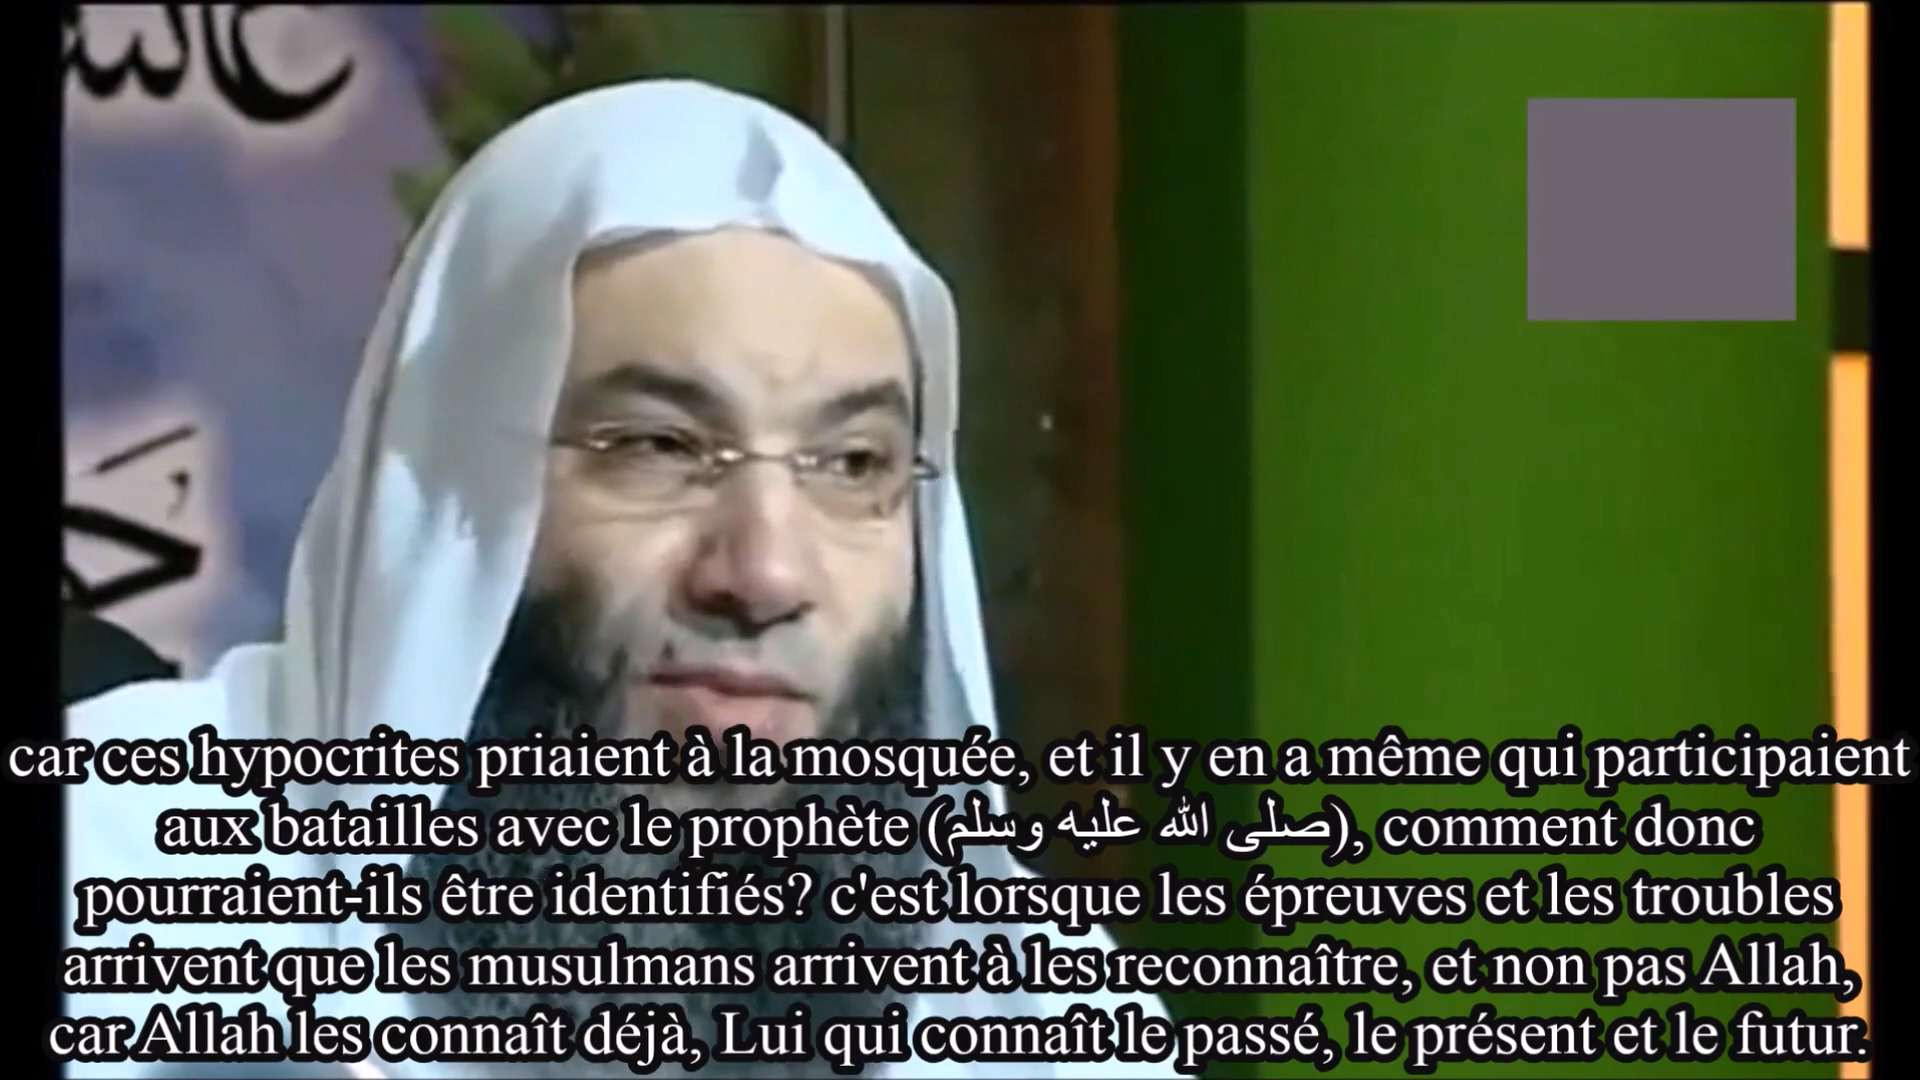 car ces hypocrites priaient à la mosquée, et il y en a même qui participaient
aux batailles avec le prophète (صلى الله عليه وسلم), comment donc
pourraient-ils être identifiés? c'est lorsque les épreuves et les troubles
arrivent que les musulmans arrivent à les reconnaître, et non pas Allah,
car Allah les connaît déjà, Lui qui connaît le passé, le présent et le futur.